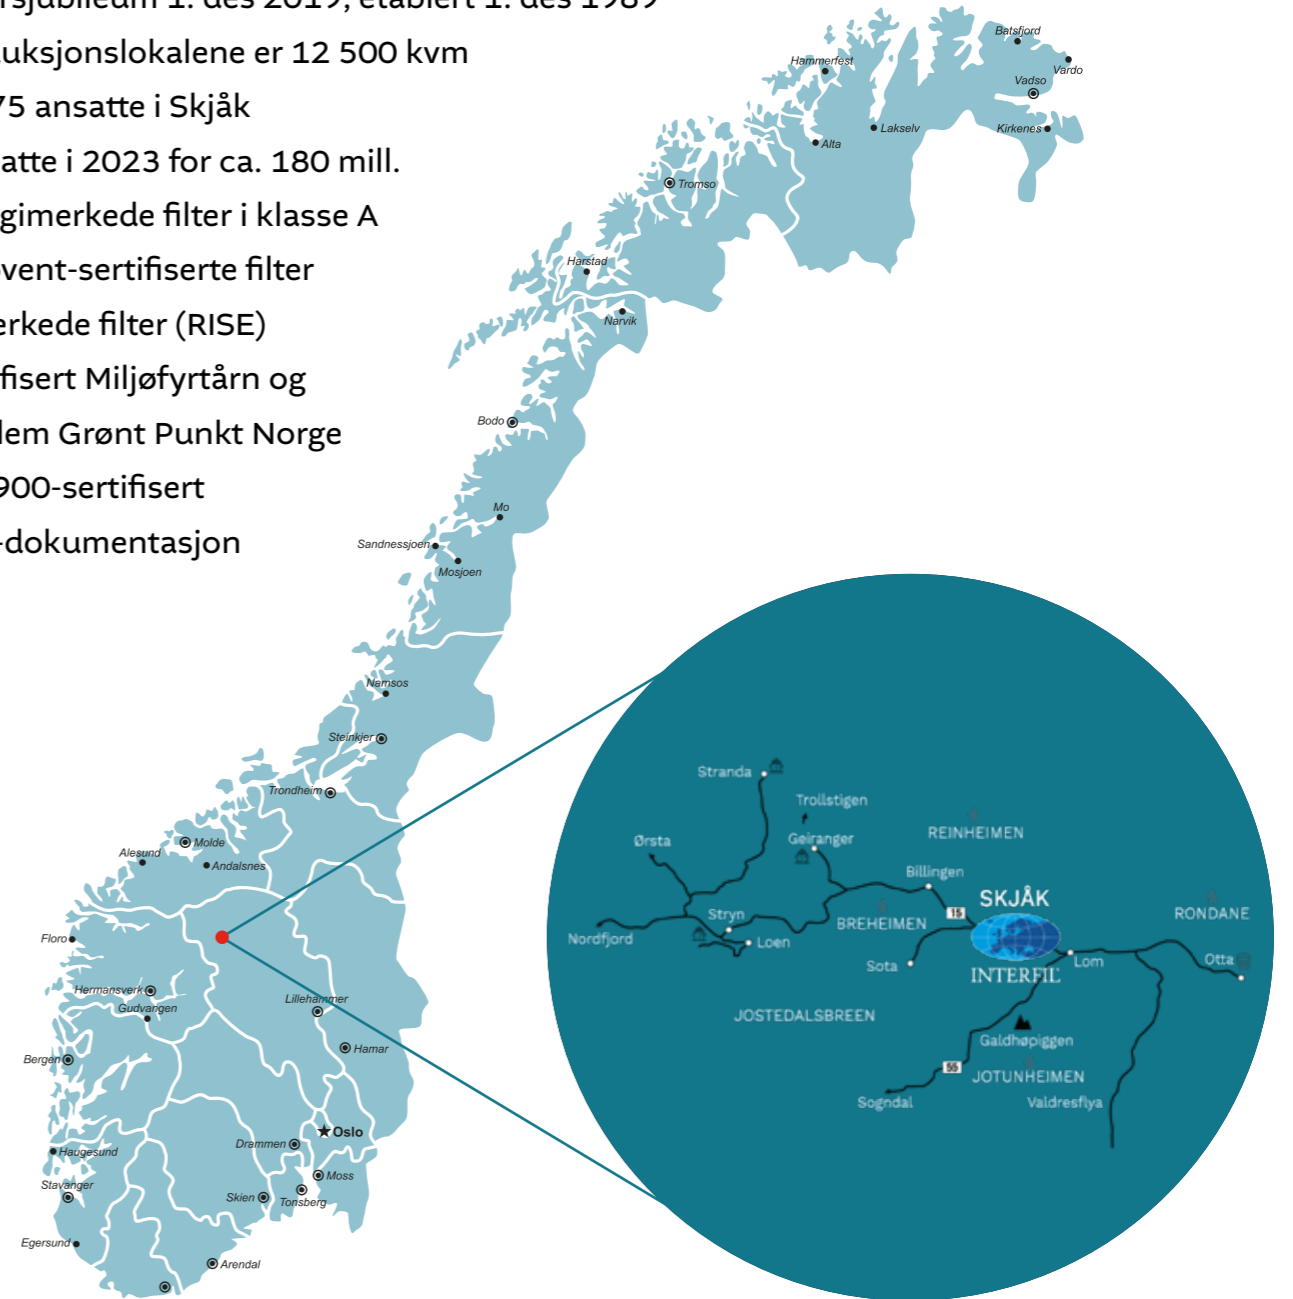 rsjubileum 1. des 2019, etablert 1. des 1989
uksjonslokalene er 12 500 kvm
75 ansatte i Skjåk
atte i 2023 for ca. 180 mill.
gimerkede filter i klasse A
ovent-sertifiserte filter
erkede filter (RISE)
fisert Miljøfyrtårn og
lem Grønt Punkt Norge
900-sertifisert
-dokumentasjon
Batsfjord
Hammerfest
Vardo
Vadso
Lakselv
Kirkenes
Alta
Tromso
Harstad
Narvik
Bodo
Mo
Sandnessjoen
Mosjoen
Namsos
Steinkjer
Trondheim
Molde
Alesund
Andalsnes
Floro
Hermansverk
Gudvangen
Lillehammer
Hamar
Bergen
Oslo
Drammen
Haugesund
Moss
Stavanger
Skien
Tonsberg
Egersund
Arendal
Stranda
Trollstigen
Geiranger
REINHEIMEN
Ørsta
Billingen
SKJÅK
15
Stryn
BREHEIMEN
RONDANE
Nordfjord
Loen
Sota
Lom
Otta
INTERFIL
JOSTEDALSBREEN
Galdhøpiggen
55
JOTUNHEIMEN
Sogndal
Valdresflya